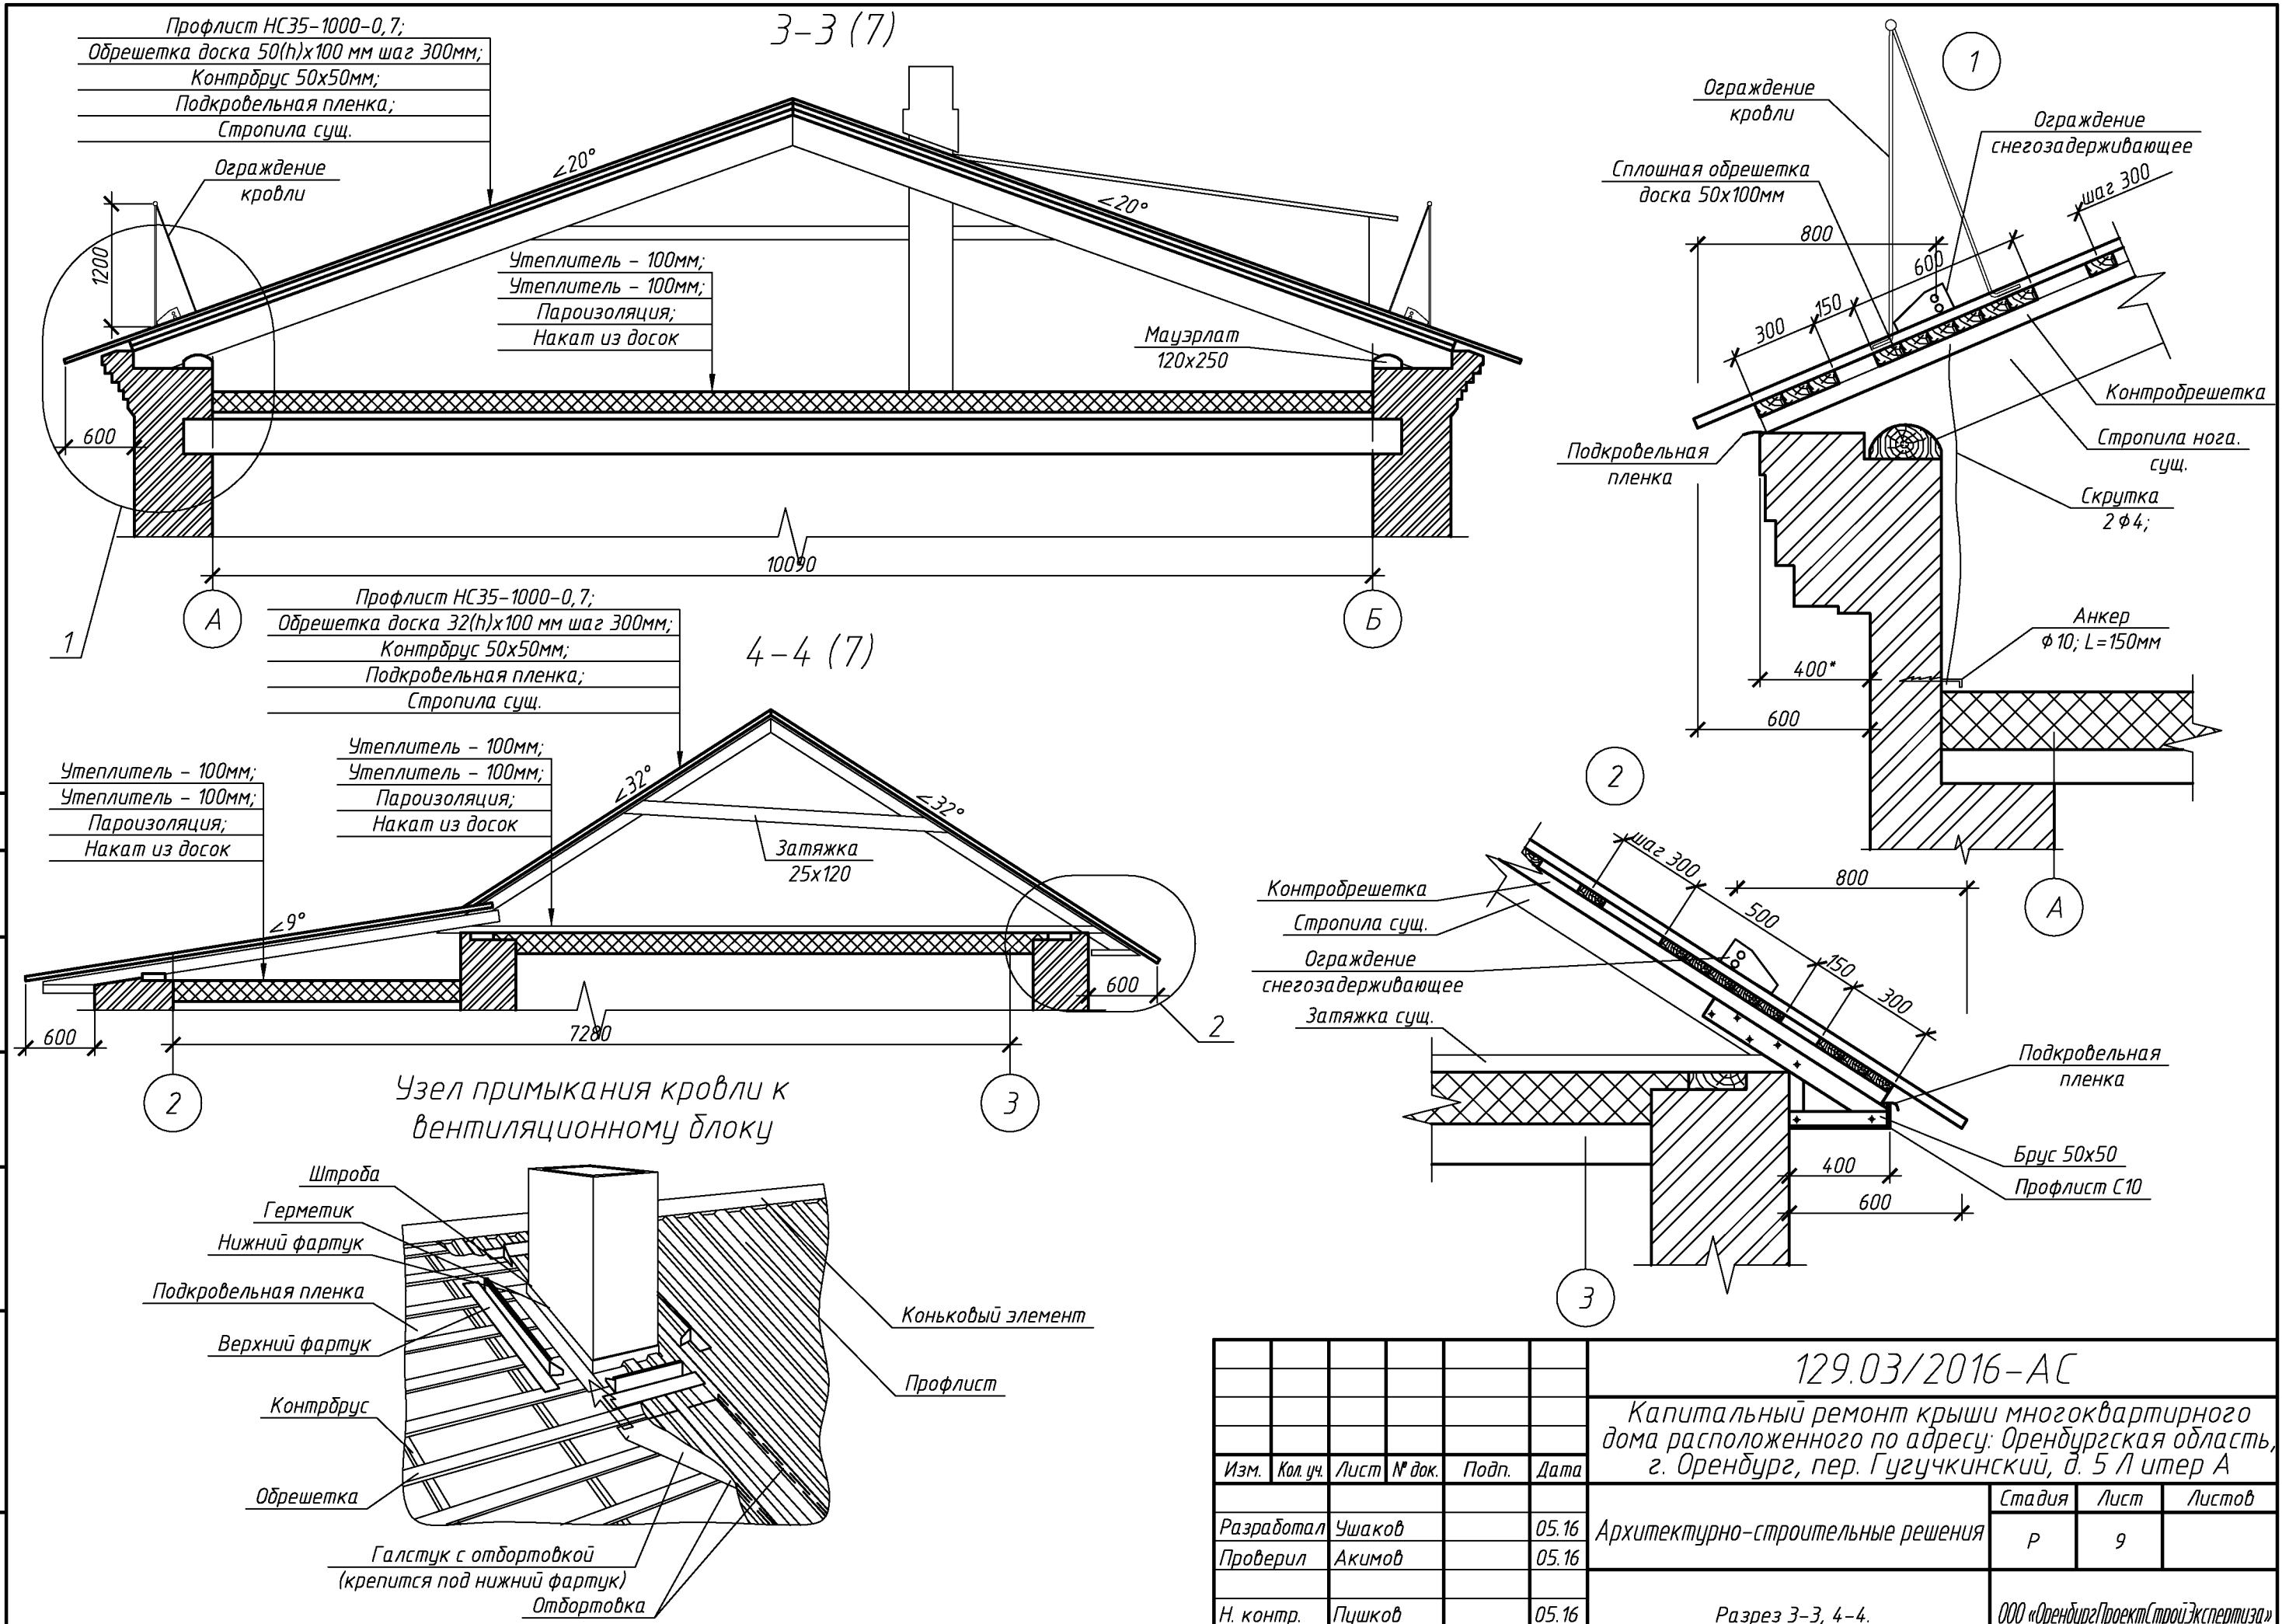 3-3 (7)
Профлист НС35-1000-0,7;
Обрешетка доска 50(h)х100 мм шаг 300мм;
Контрбрус 50х50мм;
Подкровельная пленка;
Стропила сущ.
Ограждение
кровли
1200
<20°
<20°
Утеплитель - 100мм;
Утеплитель - 100мм;
Пароизоляция;
Накат из досок
Мауэрлат
120х250
600
10090
1
А
Б
1
Ограждение
кровли
Ограждение
снегозадерживающее
Сплошная обрешетка
доска 50х100мм
шаг 300
800
600
150
300
Контробрешетка
Стропила нога.
сущ.
Подкровельная
пленка
Скрутка
2ф4;
Анкер
ф10; L=150мм
400*
600
А
4-4 (7)
Профлист НС35-1000-0,7;
Обрешетка доска 32(h)х100 мм шаг 300мм;
Контрбрус 50х50мм;
Подкровельная пленка;
Стропила сущ.
Утеплитель - 100мм;
Утеплитель - 100мм;
Пароизоляция;
Накат из досок
Утеплитель - 100мм;
Утеплитель - 100мм;
Пароизоляция;
Накат из досок
<32°
<32°
Затяжка
25х120
<9°
600
600
7280
2
2
3
2
шаг 300
800
500
150
300
Контробрешетка
Стропила сущ.
Ограждение
снегозадерживающее
Затяжка сущ.
Подкровельная
пленка
Брус 50х50
Профлист С10
400
600
3
Узел примыкания кровли к
вентиляционному блоку
Штроба
Герметик
Нижний фартук
Подкровельная пленка
Верхний фартук
Контрбрус
Обрешетка
Галстук с отбортовкой
(крепится под нижний фартук)
Отбортовка
Коньковый элемент
Профлист
129.03/2016-АС
Капитальный ремонт крыши многоквартирного
дома расположенного по адресу: Оренбургская область,
г. Оренбург, пер. Гугучкинский, д. 5 Литер А
Изм. Кол.уч. Лист № док. Подп. Дата
Разработал Ушаков 05.16
Проверил Акимов 05.16
Н. контр. Пушков 05.16
Архитектурно-строительные решения
Стадия Лист Листов
Р 9
Разрез 3-3, 4-4.
ООО «ОренбургПроектСтройЭкспертиза»